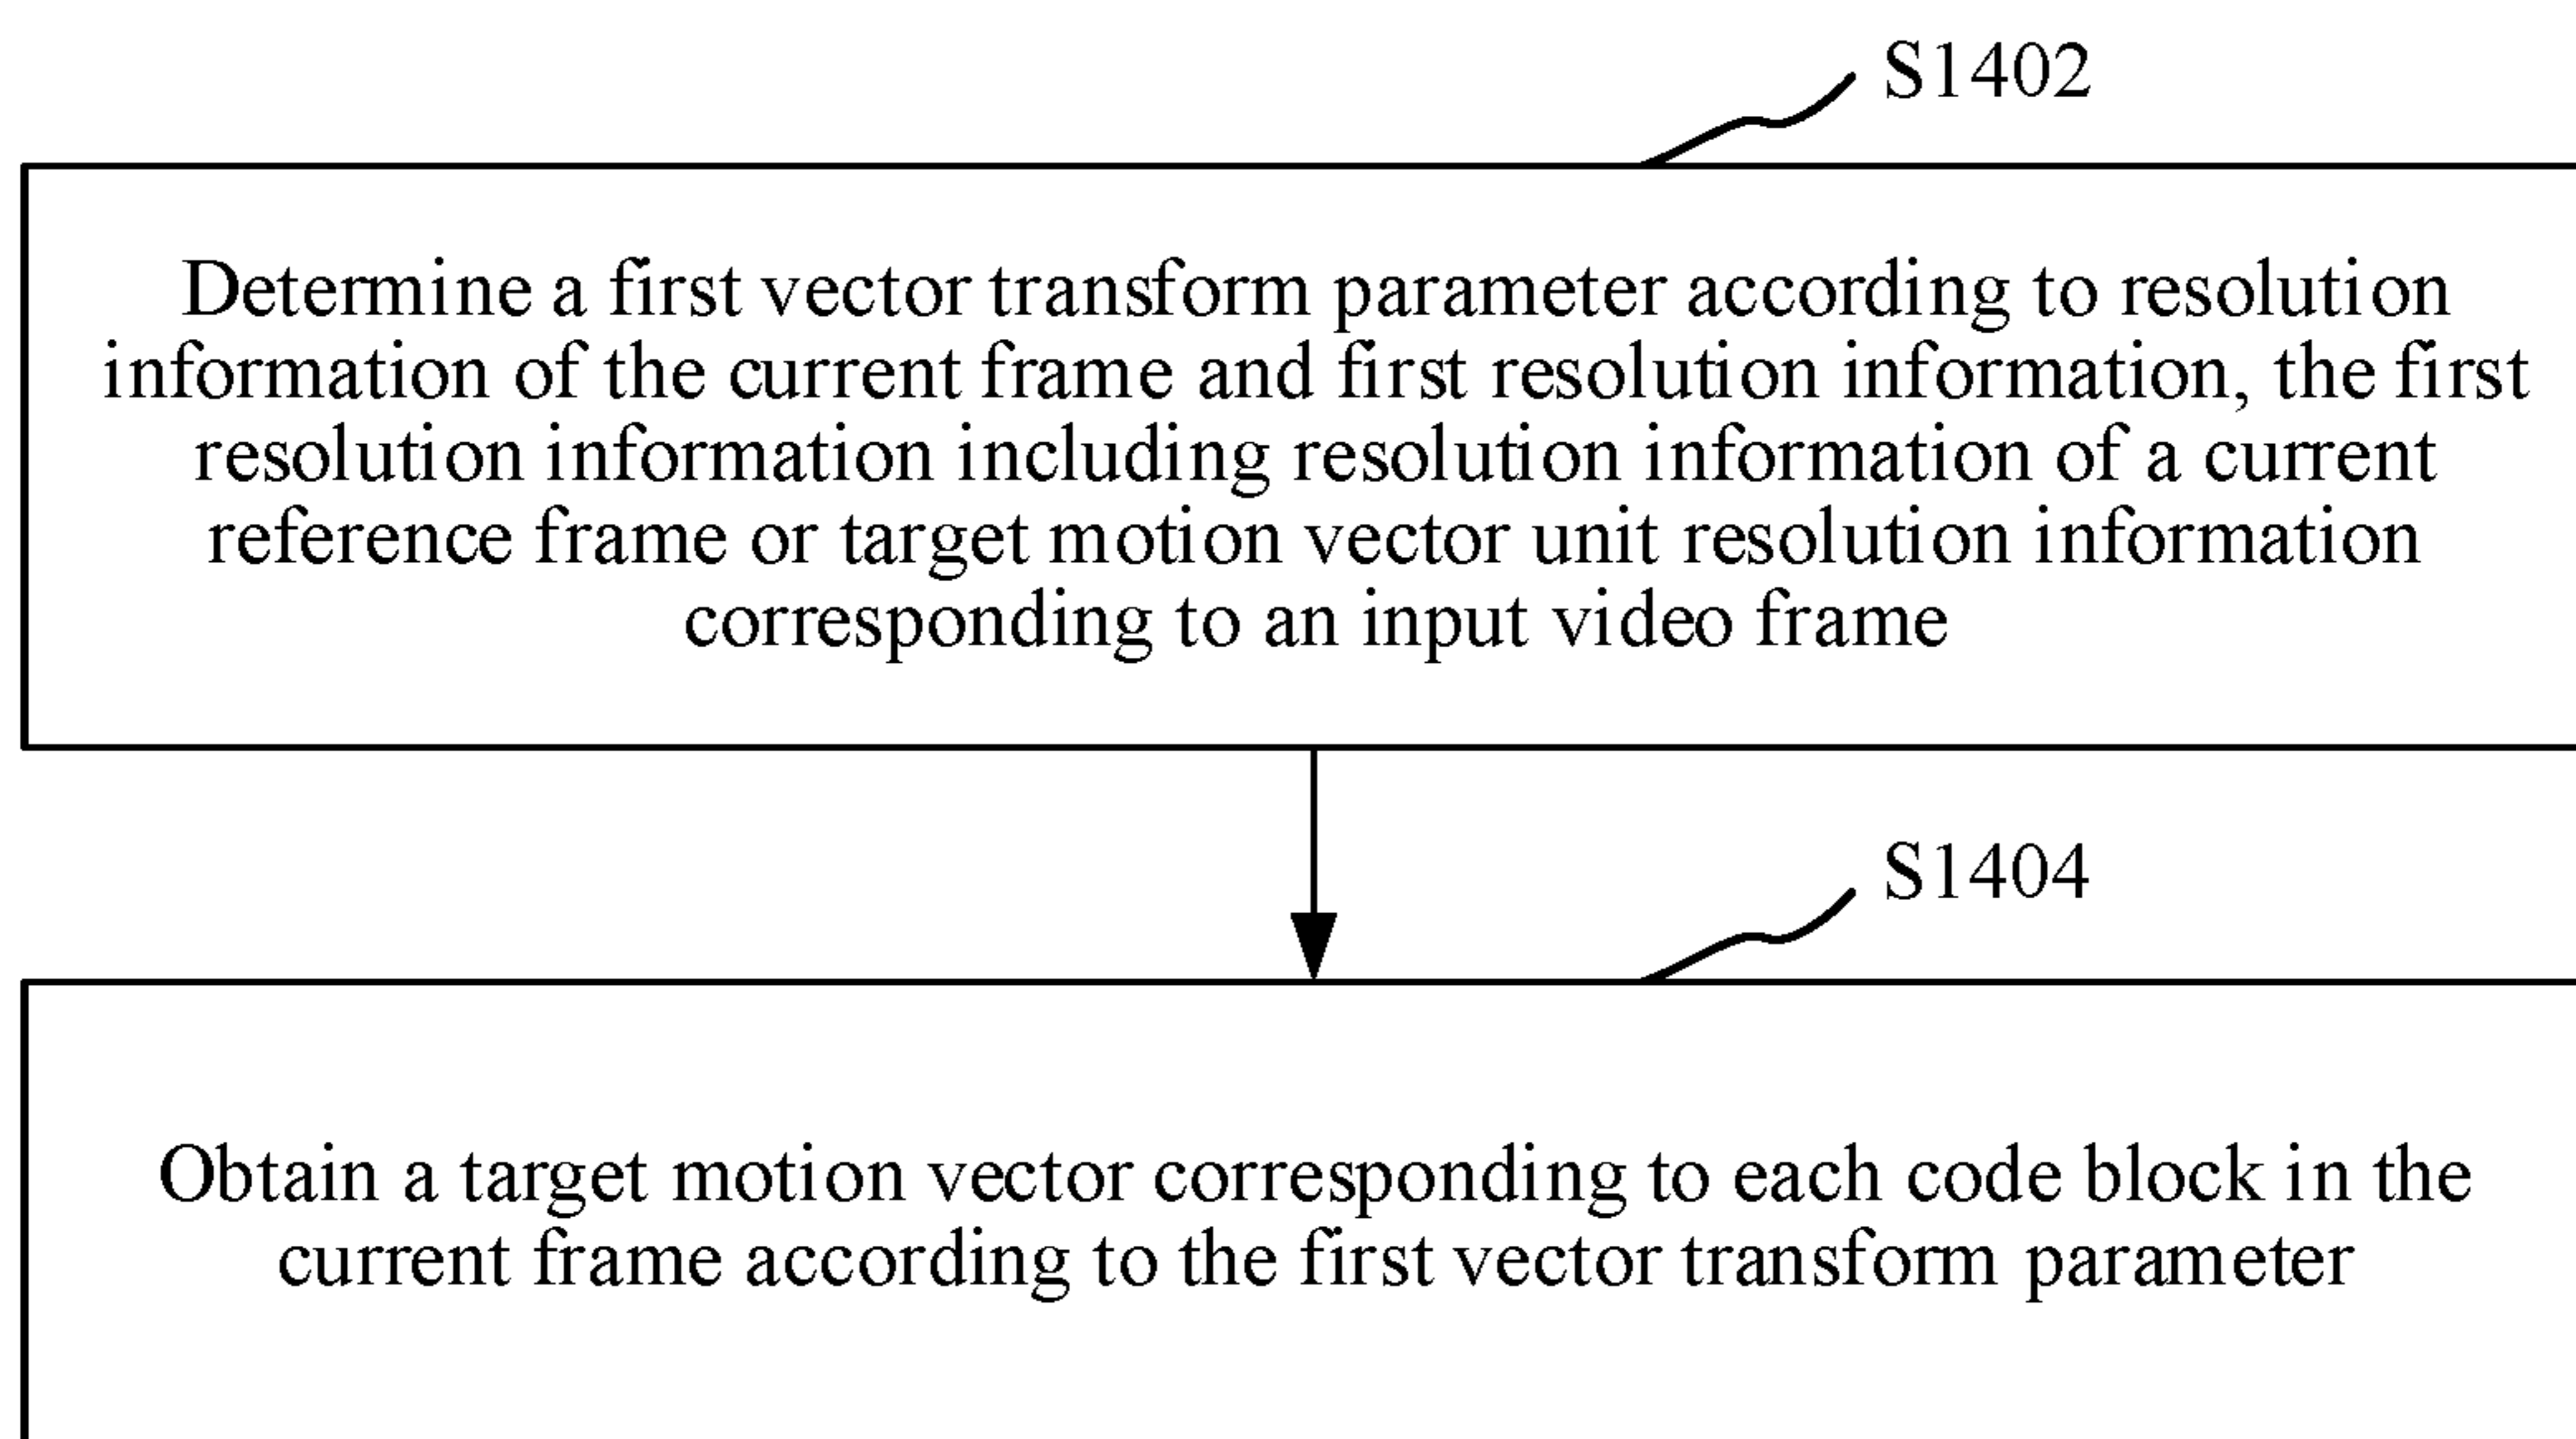 S1402
Determine a first vector transform parameter according to resolution
information of the current frame and first resolution information, the first
resolution information including resolution information of a current
reference frame or target motion vector unit resolution information
corresponding to an input video frame
S1404
Obtain a target motion vector corresponding to each code block in the
current frame according to the first vector transform parameter